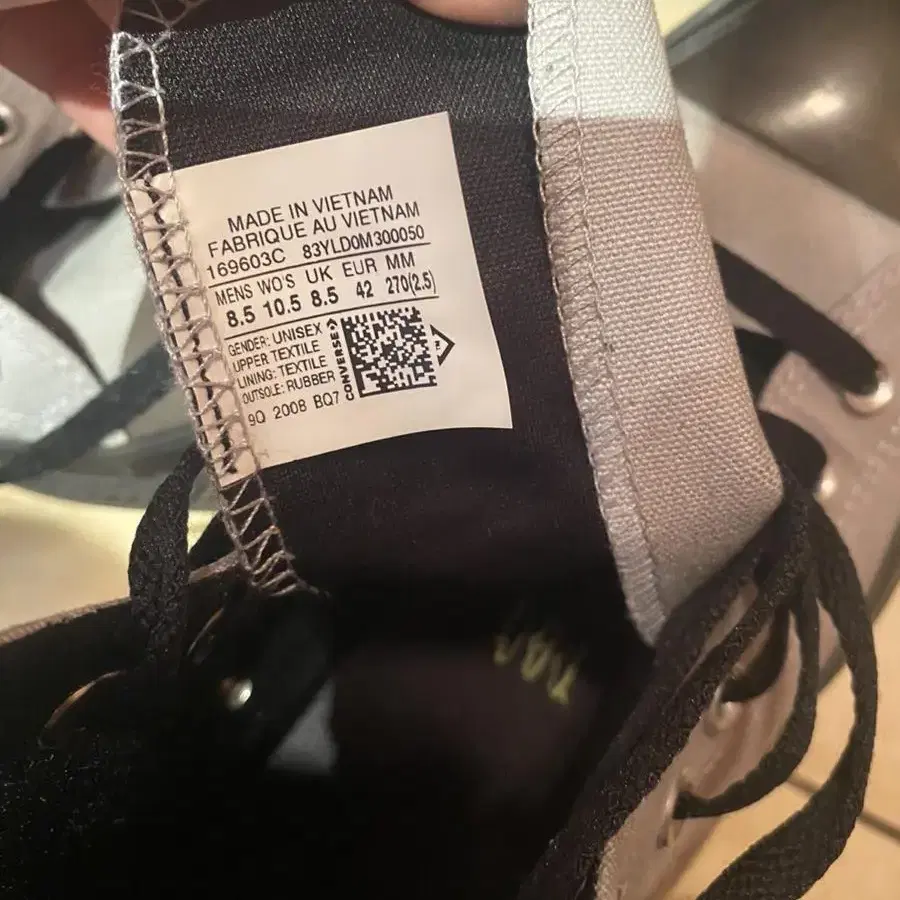 MADE IN VIETNAM
FABRIQUE AU VIETNAM
169603C 83YLD0M300050
MENS WO'S UK EUR MM
8.5 10.5 8.5 42 270(2.5)
GENDER: UNISEX
UPPER TEXTILE
LINING: TEXTILE
OUTSOLE: RUBBER
9Q 2008 BQ7
CONVERSE